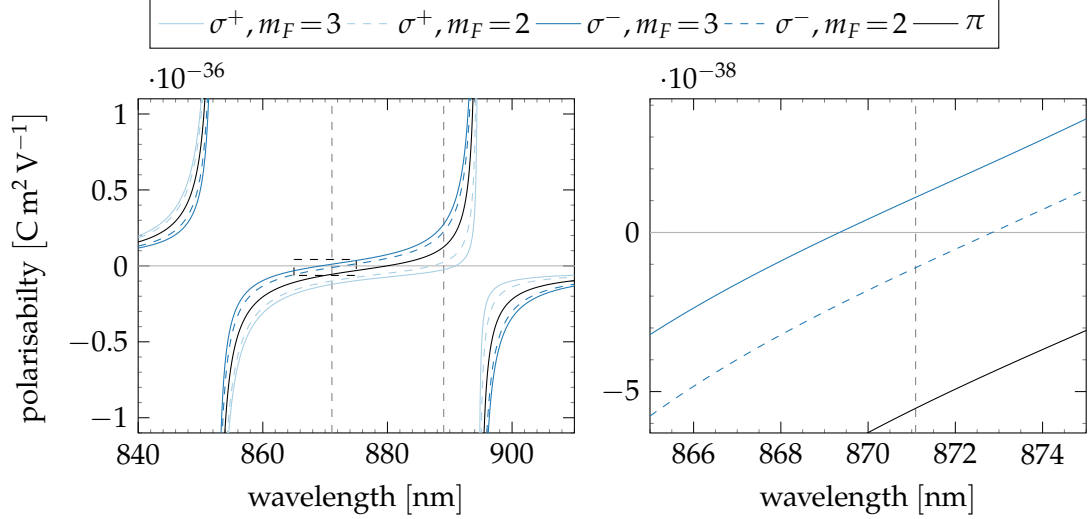 σ⁺, m_F = 3 σ⁺, m_F = 2 σ⁻, m_F = 3 σ⁻, m_F = 2 π
·10⁻³⁶
·10⁻³⁸
polarisabilty [C m² V⁻¹]
1
0.5
0
−0.5
−1
840 860 880 900
wavelength [nm]
0
−5
866 868 870 872 874
wavelength [nm]